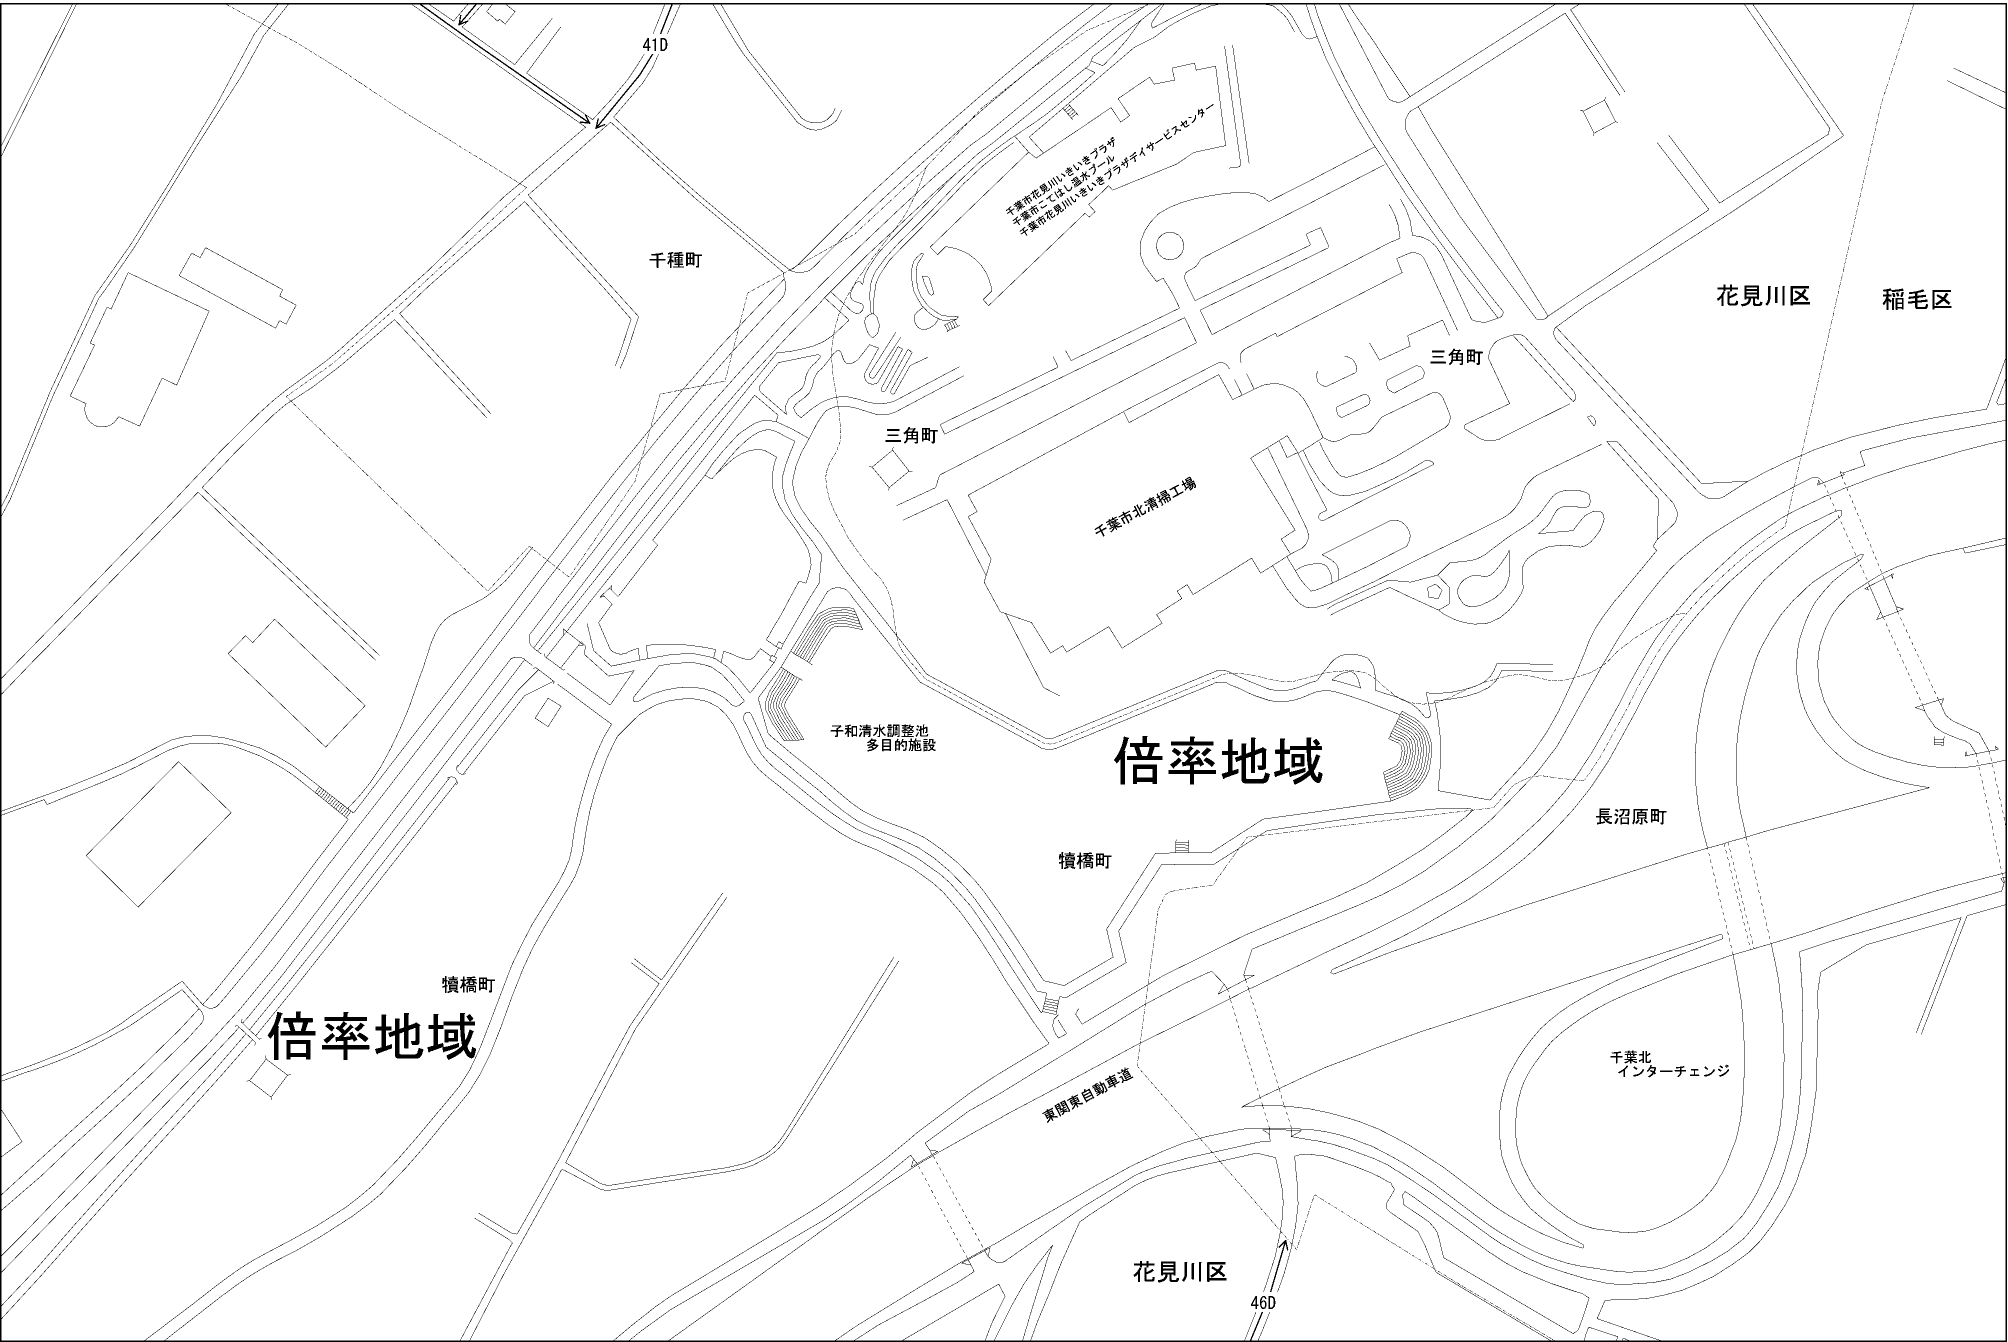 41D
千葉市花見川いきいきプラザ
千葉市こてはし温水プール
千葉市花見川いきいきプラザデイサービスセンター
千種町
花見川区
稲毛区
三角町
三角町
千葉市北清掃工場
子和清水調整池
多目的施設
倍率地域
長沼原町
犢橋町
犢橋町
倍率地域
千葉北
インターチェンジ
東関東自動車道
花見川区
46D